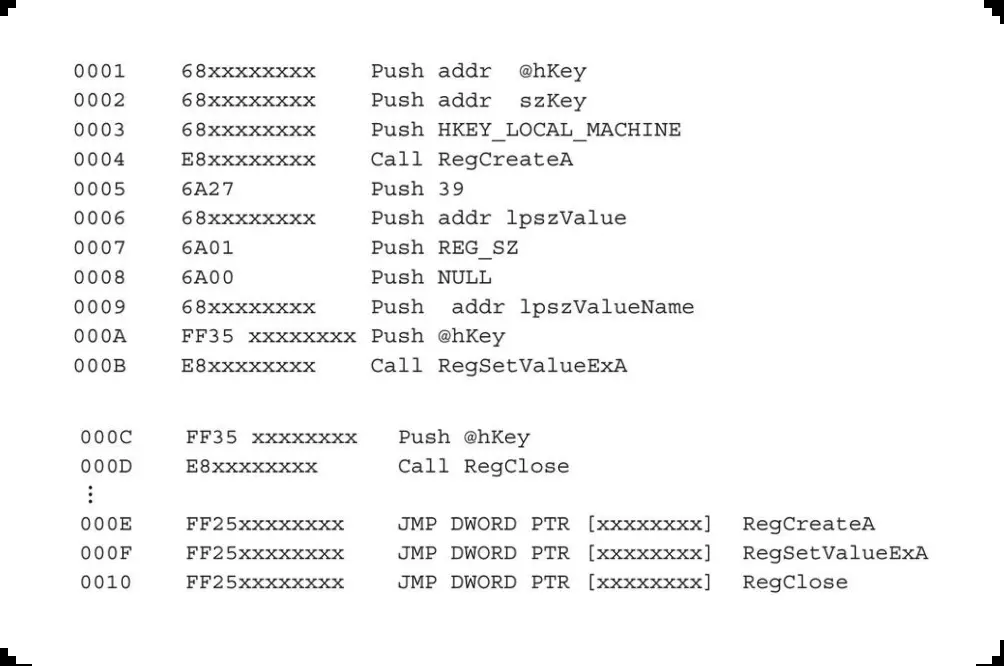 0001 68xxxxxxxx Push addr @hKey
0002 68xxxxxxxx Push addr szKey
0003 68xxxxxxxx Push HKEY_LOCAL_MACHINE
0004 E8xxxxxxxx Call RegCreateA
0005 6A27 Push 39
0006 68xxxxxxxx Push addr lpszValue
0007 6A01 Push REG_SZ
0008 6A00 Push NULL
0009 68xxxxxxxx Push addr lpszValueName
000A FF35 xxxxxxxx Push @hKey
000B E8xxxxxxxx Call RegSetValueExA
000C FF35 xxxxxxxx Push @hKey
000D E8xxxxxxxx Call RegClose
⋮
000E FF25xxxxxxxx JMP DWORD PTR [xxxxxxxx] RegCreateA
000F FF25xxxxxxxx JMP DWORD PTR [xxxxxxxx] RegSetValueExA
0010 FF25xxxxxxxx JMP DWORD PTR [xxxxxxxx] RegClose